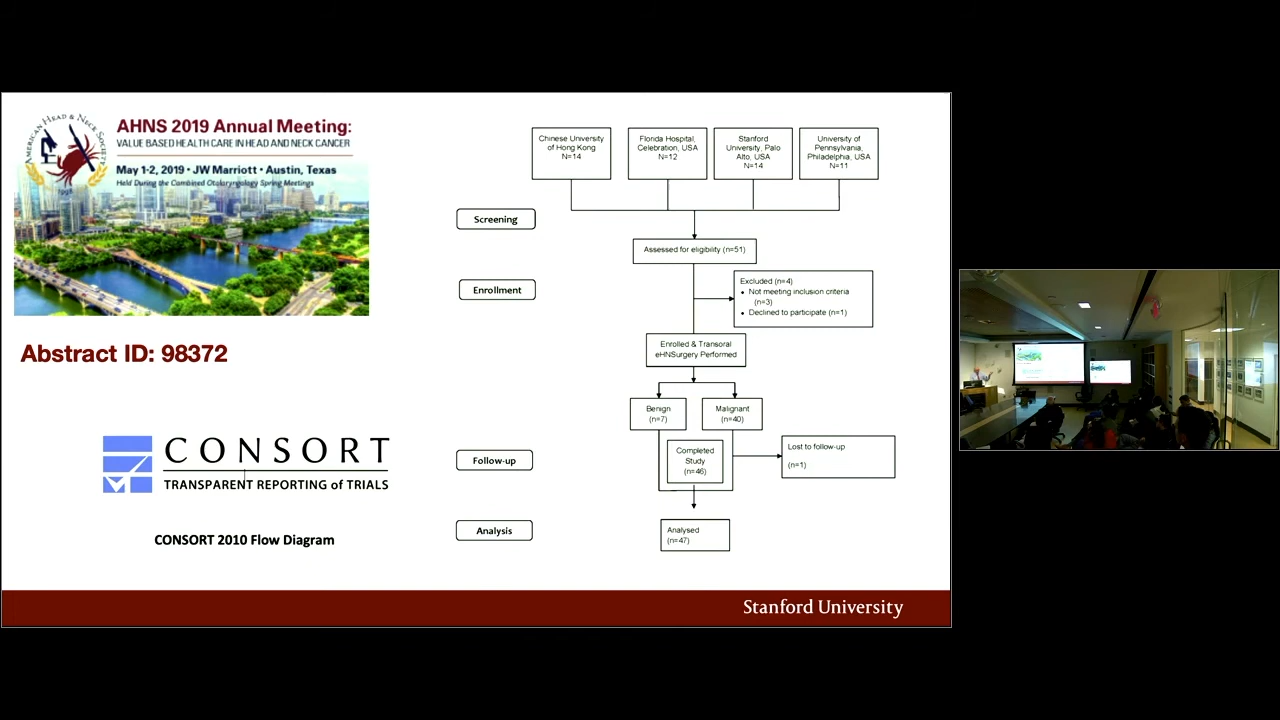 AMERICAN HEAD & NECK SOCIETY
1998
AHNS 2019 Annual Meeting:
VALUE BASED HEALTH CARE IN HEAD AND NECK CANCER
May 1-2, 2019 • JW Marriott • Austin, Texas
Held During the Combined Otolaryngology Spring Meetings
Abstract ID: 98372
CONSORT
TRANSPARENT REPORTING of TRIALS
CONSORT 2010 Flow Diagram
Chinese University
of Hong Kong
N=14
Florida Hospital,
Celebration, USA
N=12
Stanford
University, Palo
Alto, USA
N=14
University of
Pennsylvania,
Philadelphia, USA
N=11
Screening
Assessed for eligibility (n=51)
Enrollment
Excluded (n=4)
• Not meeting inclusion criteria
(n=3)
• Declined to participate (n=1)
Enrolled & Transoral
eHNSurgery Performed
Benign
(n=7)
Malignant
(n=40)
Follow-up
Completed
Study
(n=46)
Lost to follow-up
(n=1)
Analysis
Analysed
(n=47)
Stanford University